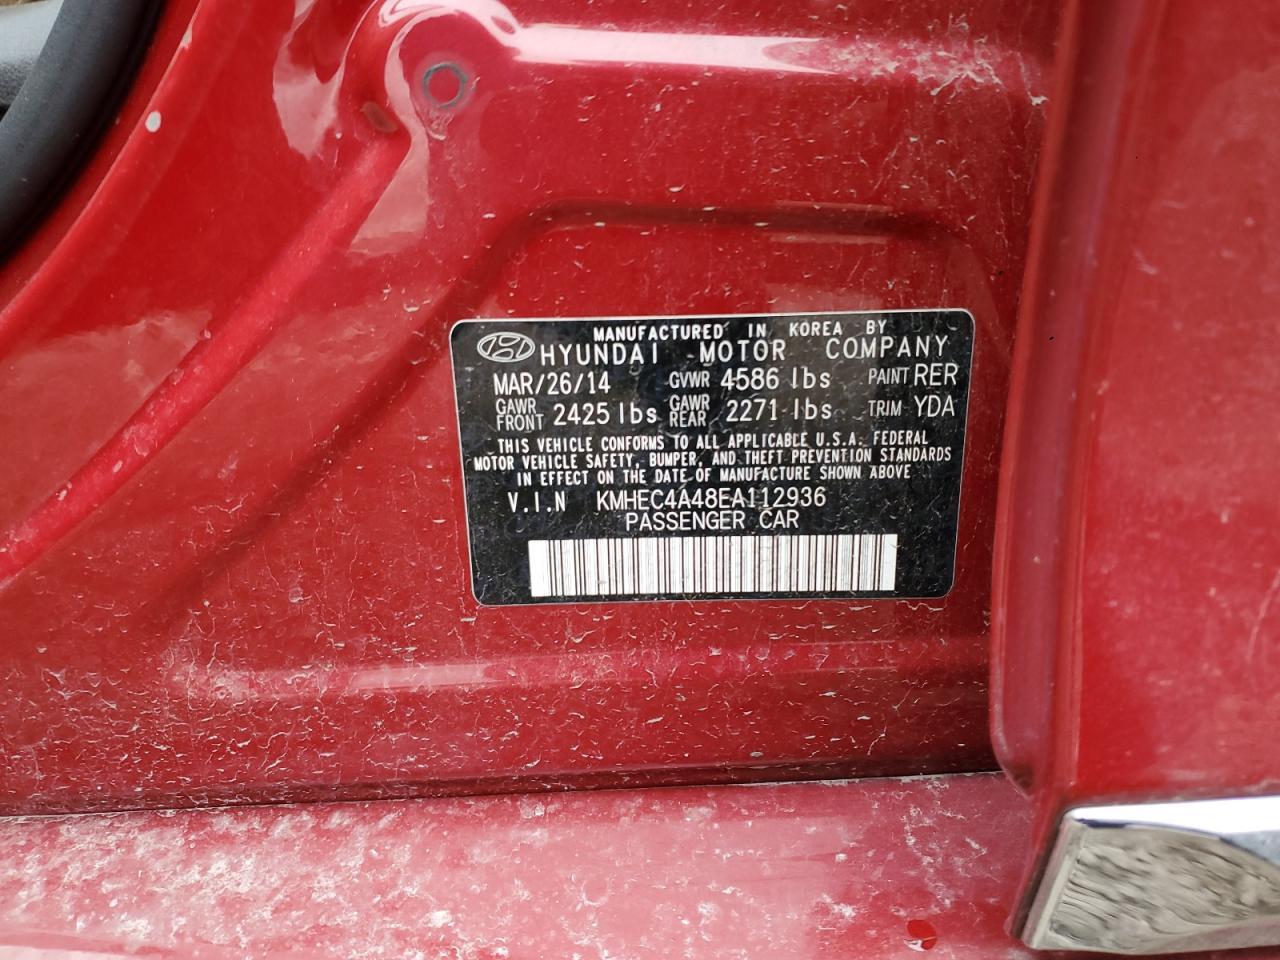 MANUFACTURED IN KOREA BY
HYUNDAI MOTOR COMPANY
MAR/26/14 GVWR 4586 lbs PAINT RER
GAWR FRONT 2425 lbs GAWR REAR 2271 lbs TRIM YDA
THIS VEHICLE CONFORMS TO ALL APPLICABLE U.S.A. FEDERAL
MOTOR VEHICLE SAFETY, BUMPER, AND THEFT PREVENTION STANDARDS
IN EFFECT ON THE DATE OF MANUFACTURE SHOWN ABOVE
V.I.N KMHEC4A48EA112936
PASSENGER CAR